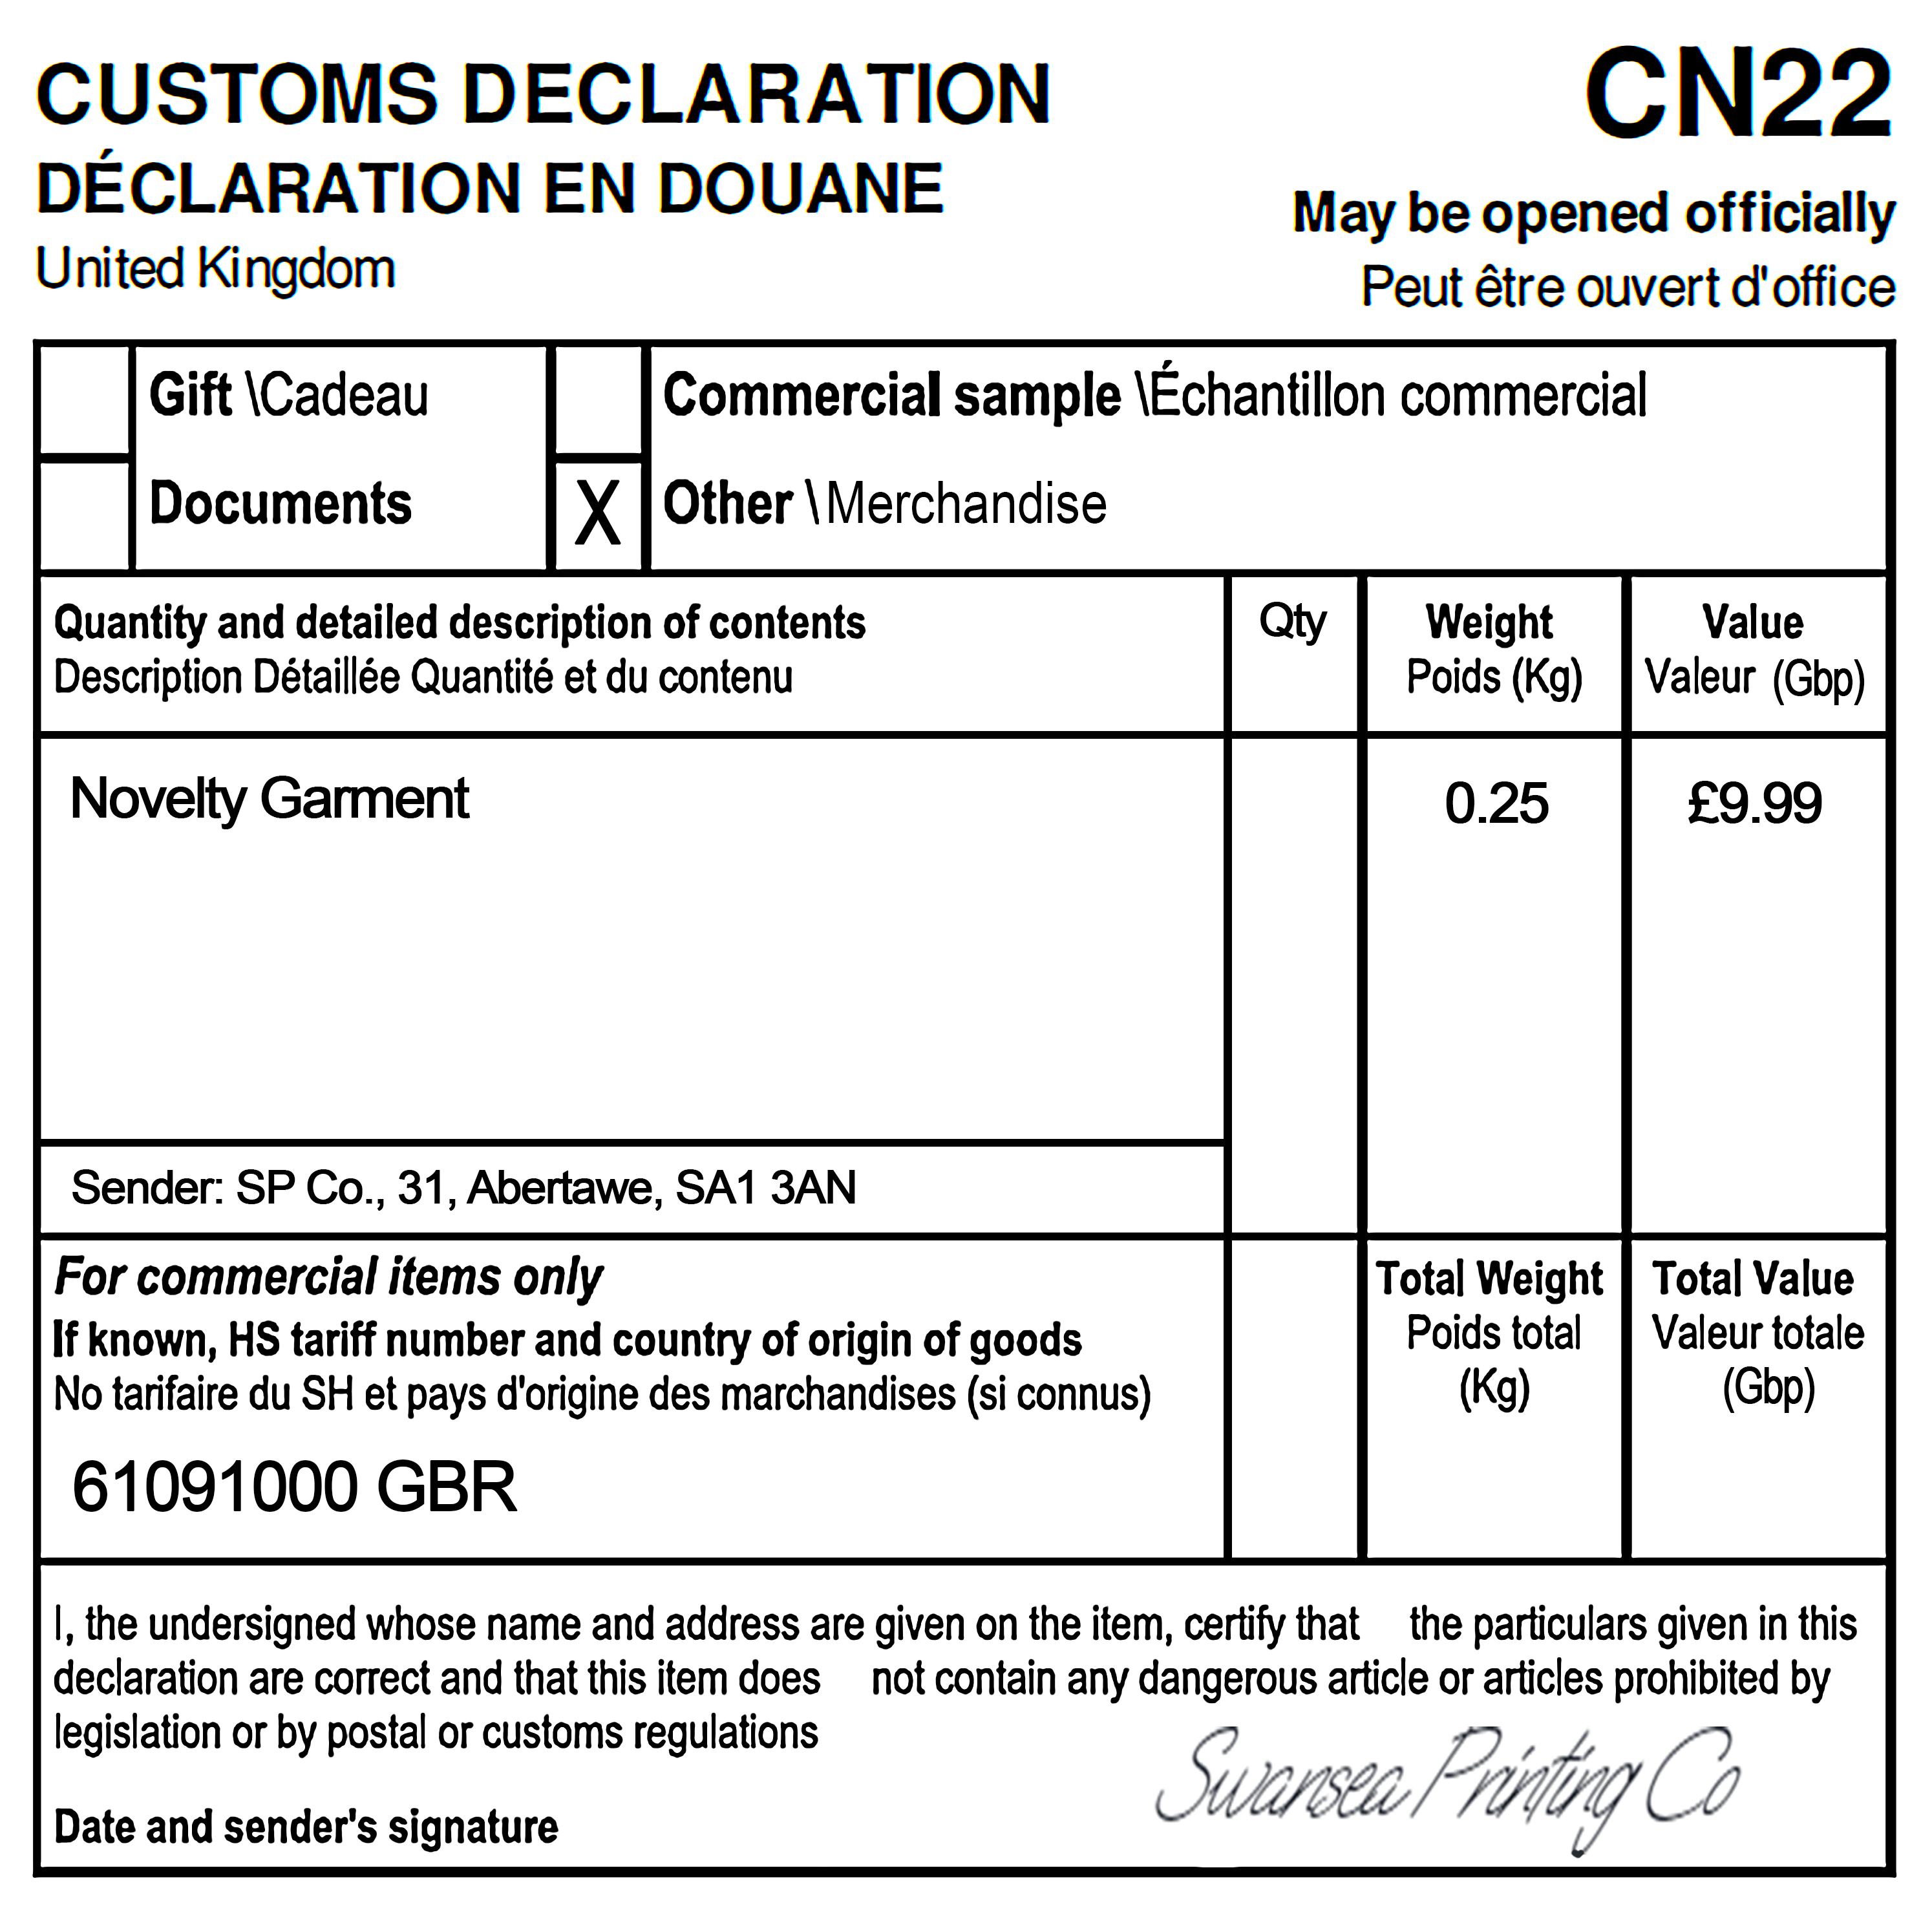 CUSTOMS DECLARATION
DÉCLARATION EN DOUANE
United Kingdom
CN22
May be opened officially
Peut être ouvert d'office
Gift \Cadeau
Commercial sample \Échantillon commercial
Documents
X
Other \Merchandise
Quantity and detailed description of contents
Description Détaillée Quantité et du contenu
Qty
Weight
Poids (Kg)
Value
Valeur (Gbp)
Novelty Garment
0.25
£9.99
Sender: SP Co., 31, Abertawe, SA1 3AN
For commercial items only
If known, HS tariff number and country of origin of goods
No tarifaire du SH et pays d'origine des marchandises (si connus)
61091000 GBR
Total Weight
Poids total
(Kg)
Total Value
Valeur totale
(Gbp)
I, the undersigned whose name and address are given on the item, certify that the particulars given in this
declaration are correct and that this item does not contain any dangerous article or articles prohibited by
legislation or by postal or customs regulations
Swansea Printing Co
Date and sender's signature